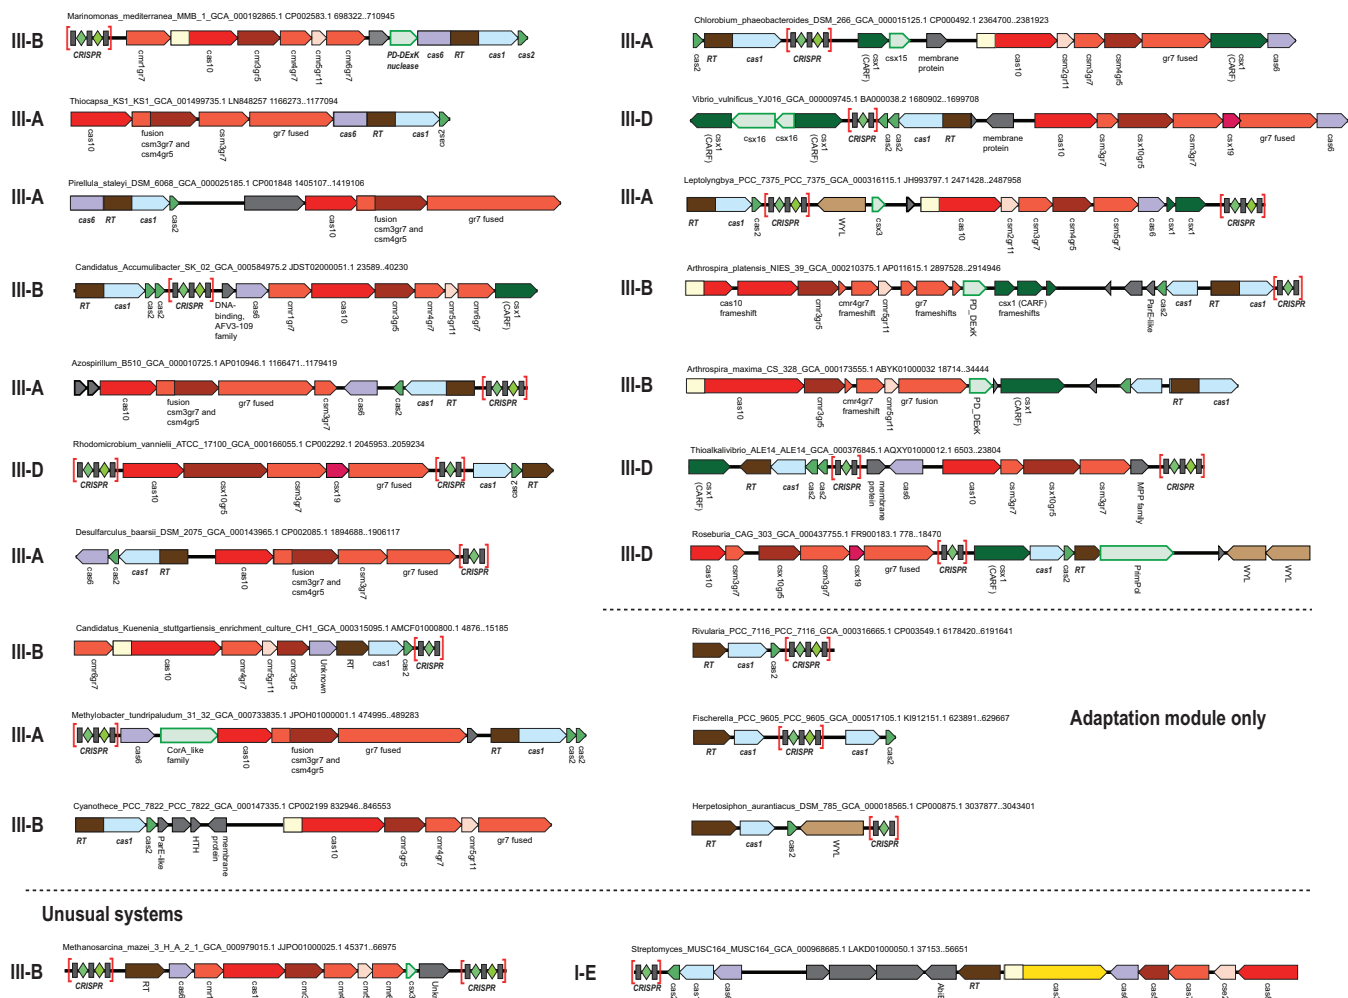 Marinomonas_mediterranea_MMB_1_GCA_000192865.1 CP002583.1 698322..710945
III-B
CRISPR
cmr1gr7
cas10
cmr3gr5
cmr4gr7
cmr5gr11
cmr6gr7
PD-DExK
nuclease
cas6
RT
cas1
cas2
Thiocapsa_KS1_KS1_GCA_001499735.1 LN848257 1166273..1177094
III-A
cas10
fusion
csm3gr7 and
csm4gr5
csm3gr7
gr7 fused
cas6
RT
cas1
cas2
Pirellula_staleyi_DSM_6068_GCA_000025185.1 CP001848 1405107..1419106
III-A
cas6
RT
cas1
cas2
cas10
fusion
csm3gr7 and
csm4gr5
gr7 fused
Candidatus_Accumulibacter_SK_02_GCA_000584975.2 JDST02000051.1 23589..40230
III-B
RT
cas1
cas2
cas2
CRISPR
DNA-
binding,
AFV3-109
family
cas6
cmr1gr7
cas10
cmr3gr5
cmr4gr7
cmr5gr11
cmr6gr7
csx1
(CARF)
Azospirillum_B510_GCA_000010725.1 AP010946.1 1166471..1179419
III-A
cas10
fusion
csm3gr7 and
csm4gr5
gr7 fused
csm3gr7
cas6
cas2
cas1
RT
CRISPR
Rhodomicrobium_vannielii_ATCC_17100_GCA_000166055.1 CP002292.1 2045953..2059234
III-D
CRISPR
cas10
csx10gr5
csm3gr7
csx19
gr7 fused
CRISPR
cas1
cas2
RT
Desulfarculus_baarsii_DSM_2075_GCA_000143965.1 CP002085.1 1894688..1906117
III-A
cas6
cas2
cas1
RT
cas10
fusion
csm3gr7 and
csm4gr5
csm3gr7
gr7 fused
CRISPR
Candidatus_Kuenenia_stuttgartiensis_enrichment_culture_CH1_GCA_000315095.1 AMCF01000800.1 4876..15185
III-B
cmr6gr7
cas10
cmr4gr7
cmr5gr11
cmr3gr5
Unknown
RT
cas1
cas2
CRISPR
Methylobacter_tundripaludum_31_32_GCA_000733835.1 JPOH01000001.1 474995..489283
III-A
CRISPR
cas6
CorA_like
family
cas10
fusion
csm3gr7 and
csm4gr5
gr7 fused
RT
cas1
cas2
cas2
Cyanothece_PCC_7822_PCC_7822_GCA_000147335.1 CP002199 832946..846553
III-B
RT
cas1
cas2
ParE-like
HTH
membrane
protein
cas10
cmr3gr5
cmr4gr7
cmr5gr11
gr7 fused
Chlorobium_phaeobacteroides_DSM_266_GCA_000015125.1 CP000492.1 2364700..2381923
III-A
cas2
RT
cas1
CRISPR
csx1
(CARF)
csx15
membrane
protein
cas10
csm2gr11
csm3gr7
csm4gr5
gr7 fused
csx1
(CARF)
cas6
Vibrio_vulnificus_YJ016_GCA_000009745.1 BA000038.2 1680902..1699708
III-D
csx1
(CARF)
csx16
csx16
csx1
(CARF)
CRISPR
cas2
cas2
cas1
RT
membrane
protein
cas10
csm3gr7
csx10gr5
csm3gr7
csx19
gr7 fused
cas6
Leptolyngbya_PCC_7375_PCC_7375_GCA_000316115.1 JH993797.1 2471428..2487958
III-A
RT
cas1
cas2
CRISPR
WYL
csx3
cas10
csm2gr11
csm3gr7
csm4gr5
csm5gr7
cas6
csx1
csx1
CRISPR
Arthrospira_platensis_NIES_39_GCA_000210375.1 AP011615.1 2897528..2914946
III-B
cas10
frameshift
cmr3gr5
cmr4gr7
frameshift
cmr5gr11
gr7
frameshifts
PD_DExK
csx1 (CARF)
frameshifts
ParE-like
cas2
cas1
RT
cas1
CRISPR
Arthrospira_maxima_CS_328_GCA_000173555.1 ABYK01000032 18714..34444
III-B
cas10
cmr3gr5
cmr4gr7
frameshift
cmr5gr11
gr7 fusion
PD_DExK
csx1
(CARF)
RT
cas1
Thioalkalivibrio_ALE14_ALE14_GCA_000376845.1 AQXY01000012.1 6503..23804
III-D
csx1
(CARF)
RT
cas1
cas2
cas2
CRISPR
membrane
protein
cas6
cas10
csm3gr7
csx10gr5
csm3gr7
MPP family
CRISPR
Roseburia_CAG_303_GCA_000437755.1 FR900183.1 778..18470
III-D
cas10
csm3gr7
csx10gr5
csm3gr7
csx19
gr7 fused
CRISPR
csx1
(CARF)
cas1
cas2
RT
PrimPol
WYL
WYL
Rivularia_PCC_7116_PCC_7116_GCA_000316665.1 CP003549.1 6178420..6191641
RT
cas1
cas2
CRISPR
Fischerella_PCC_9605_PCC_9605_GCA_000517105.1 KI912151.1 623891..629667
Adaptation module only
RT
cas1
CRISPR
cas1
cas2
Herpetosiphon_aurantiacus_DSM_785_GCA_000018565.1 CP000875.1 3037877..3043401
RT
cas1
cas2
WYL
CRISPR
Unusual systems
Methanosarcina_mazei_3_H_A_2_1_GCA_000979015.1 JJPO01000025.1 45371..66975
III-B
CRISPR
RT
cas6
CRISPR
Streptomyces_MUSC164_MUSC164_GCA_000968685.1 LAKD01000050.1 37153..56651
I-E
CRISPR
RT